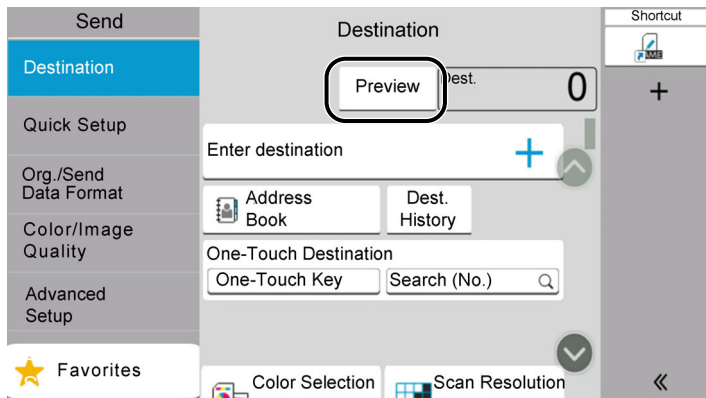 Send
Destination
Shortcut
Destination
Preview
Dest.
0
Quick Setup
Enter destination
Org./Send
Data Format
Address
Book
Dest.
History
Color/Image
Quality
One-Touch Destination
One-Touch Key
Search (No.)
Advanced
Setup
Favorites
Color Selection
Scan Resolution